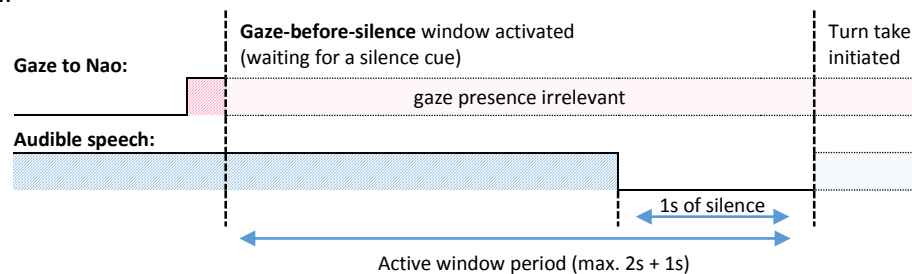 Gaze-before-silence window activated
(waiting for a silence cue)
Turn take
initiated
Gaze to Nao:
gaze presence irrelevant
Audible speech:
1s of silence
Active window period (max. 2s + 1s)